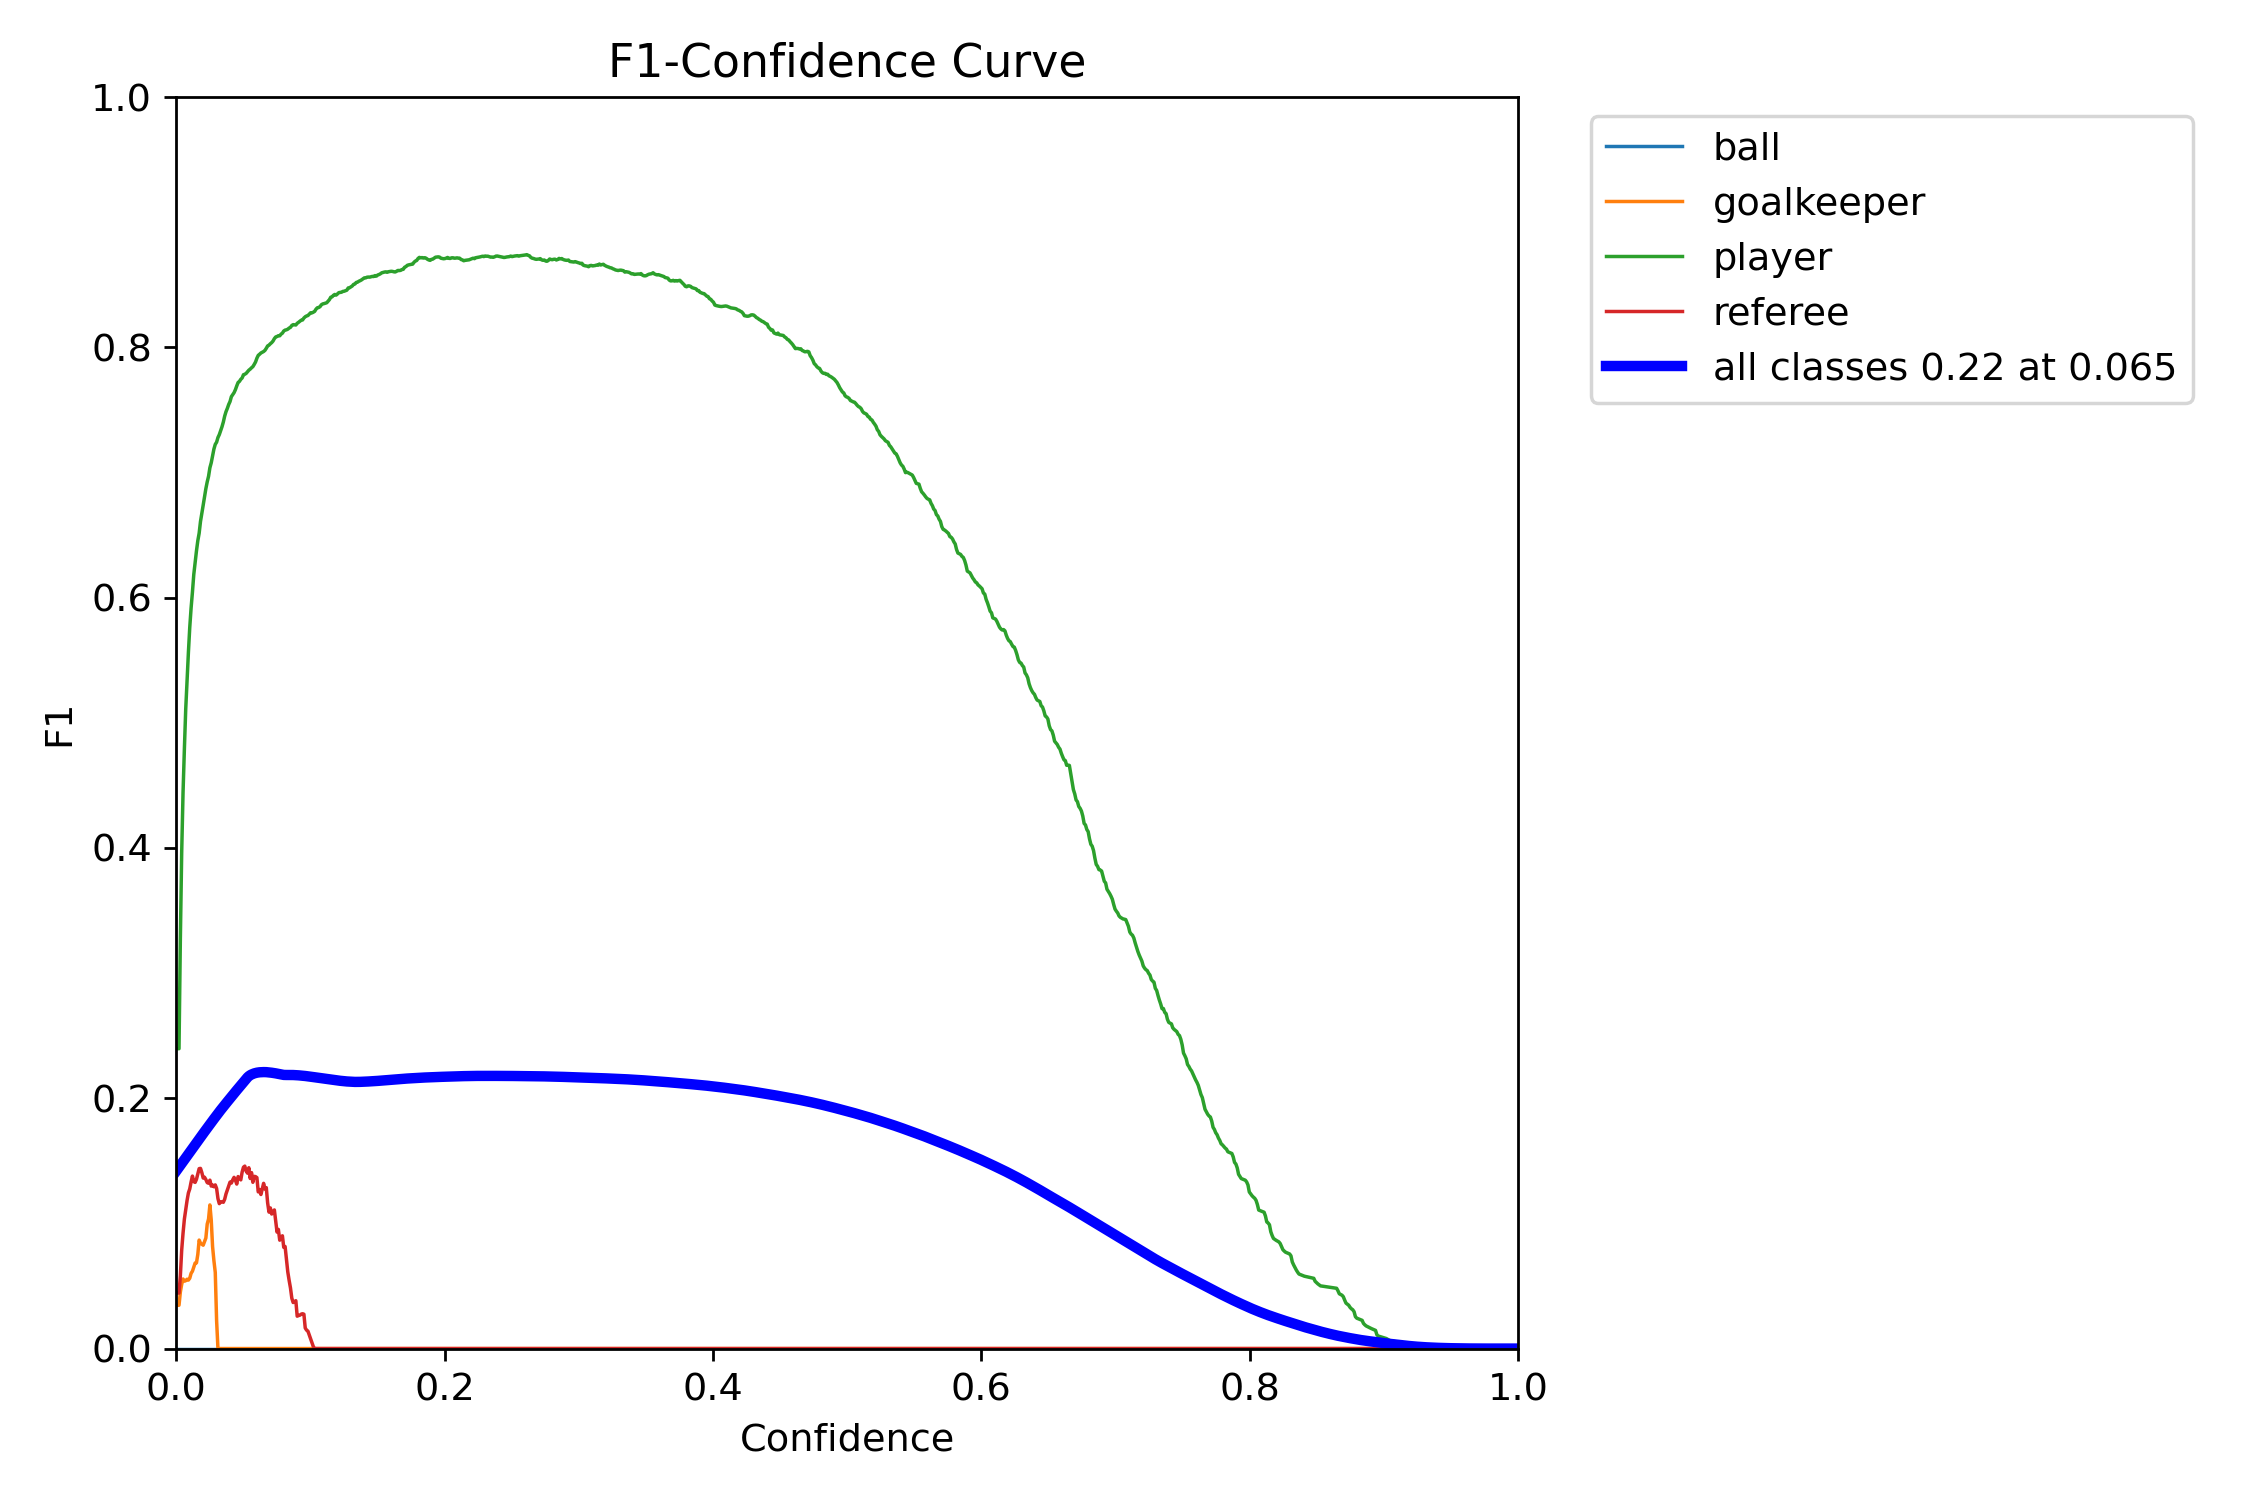 F1-Confidence Curve
1.0
0.8
0.6
0.4
0.2
0.0
F1
0.0 0.2 0.4 0.6 0.8 1.0
Confidence
ball
goalkeeper
player
referee
all classes 0.22 at 0.065